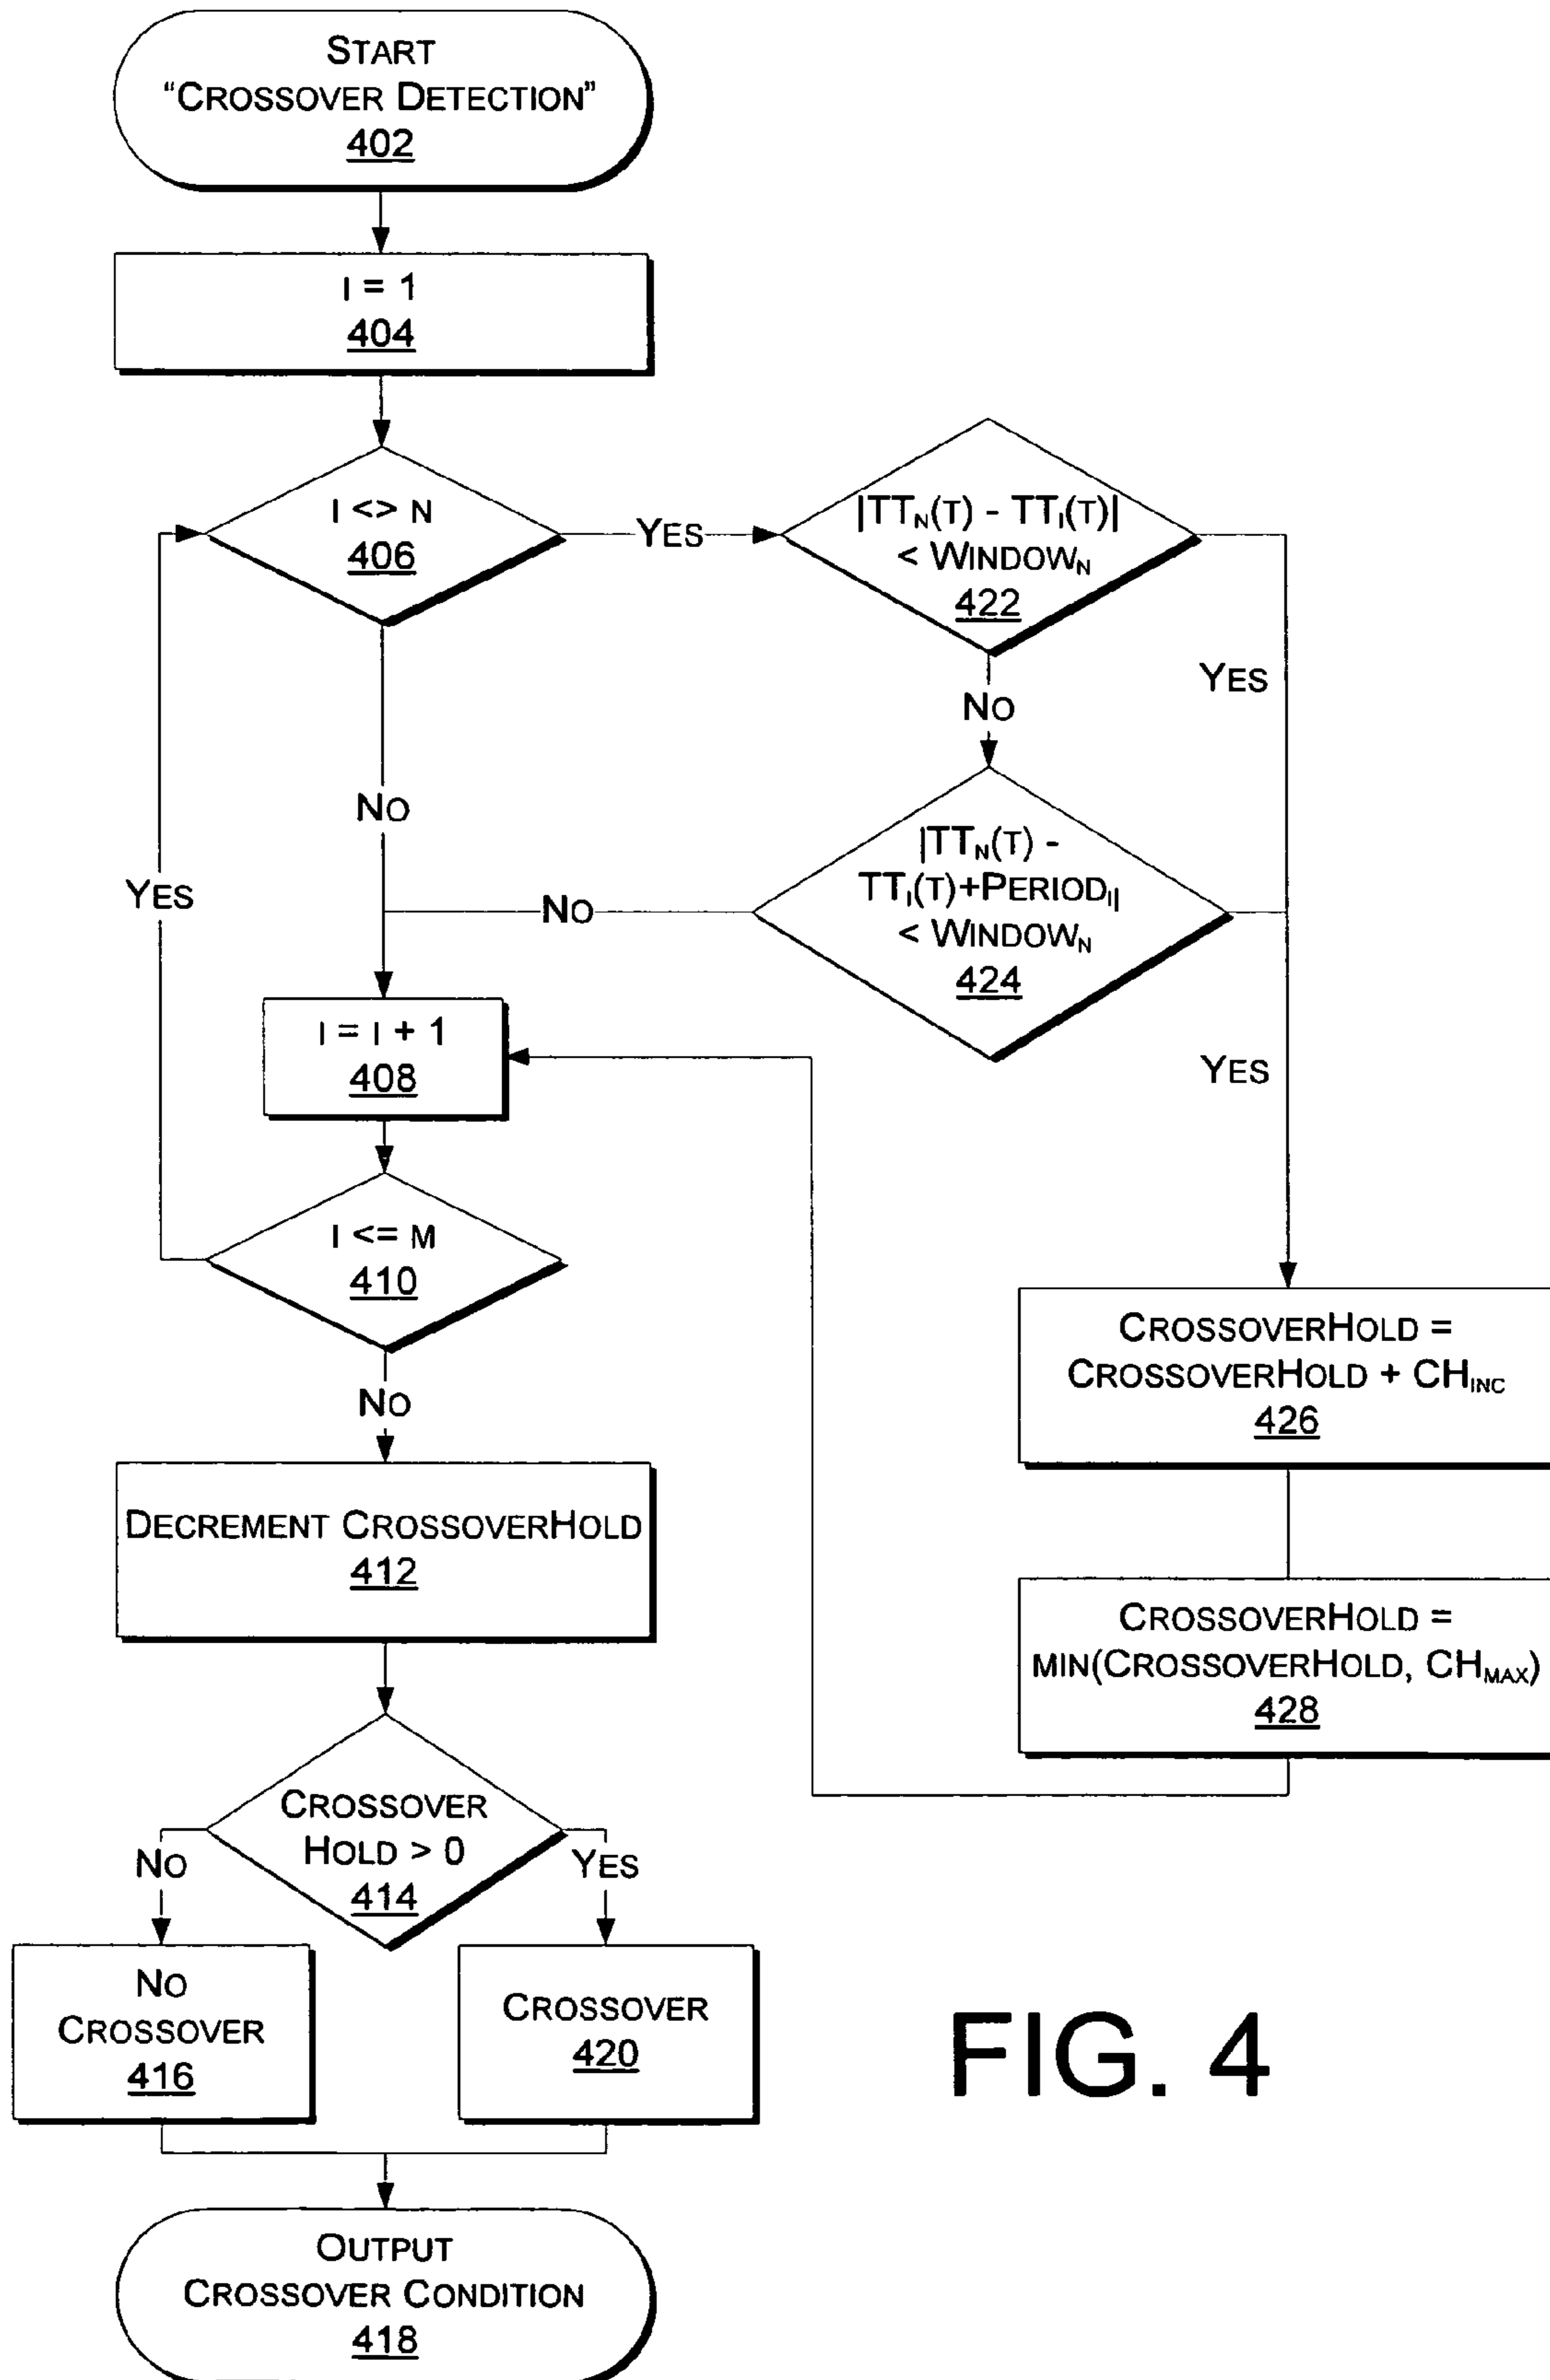 START
“CROSSOVER DETECTION”
402
I = 1
404
I <> N
406
YES
|TTN(T) - TTI(T)|
< WINDOWN
422
YES
NO
NO
|TTN(T) -
TTI(T)+PERIODI|
< WINDOWN
424
NO
YES
YES
I = I + 1
408
I <= M
410
NO
CROSSOVERHOLD =
CROSSOVERHOLD + CHINC
426
DECREMENT CROSSOVERHOLD
412
CROSSOVERHOLD =
MIN(CROSSOVERHOLD, CHMAX)
428
CROSSOVER
HOLD > 0
414
NO
YES
NO
CROSSOVER
416
CROSSOVER
420
FIG. 4
OUTPUT
CROSSOVER CONDITION
418